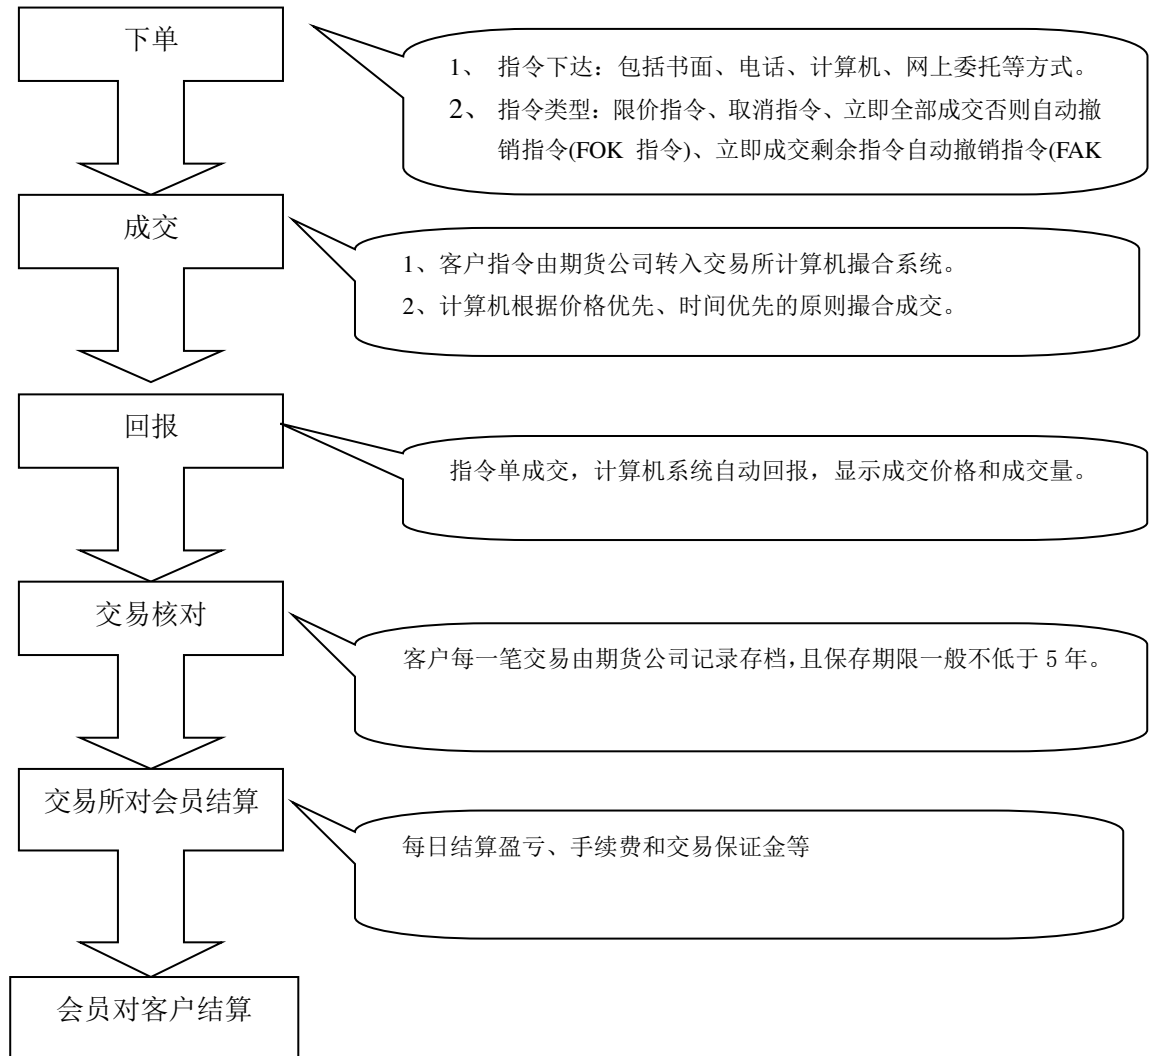 下单
1、 指令下达：包括书面、电话、计算机、网上委托等方式。
2、 指令类型：限价指令、取消指令、立即全部成交否则自动撤
销指令(FOK 指令)、立即成交剩余指令自动撤销指令(FAK
成交
1、客户指令由期货公司转入交易所计算机撮合系统。
2、计算机根据价格优先、时间优先的原则撮合成交。
回报
指令单成交，计算机系统自动回报，显示成交价格和成交量。
交易核对
客户每一笔交易由期货公司记录存档,且保存期限一般不低于 5 年。
交易所对会员结算
每日结算盈亏、手续费和交易保证金等
会员对客户结算